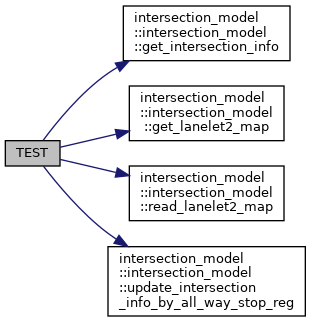 intersection_model
::intersection_model
::get_intersection_info
intersection_model
::intersection_model
::get_lanelet2_map
TEST
intersection_model
::intersection_model
::read_lanelet2_map
intersection_model
::intersection_model
::update_intersection
_info_by_all_way_stop_reg